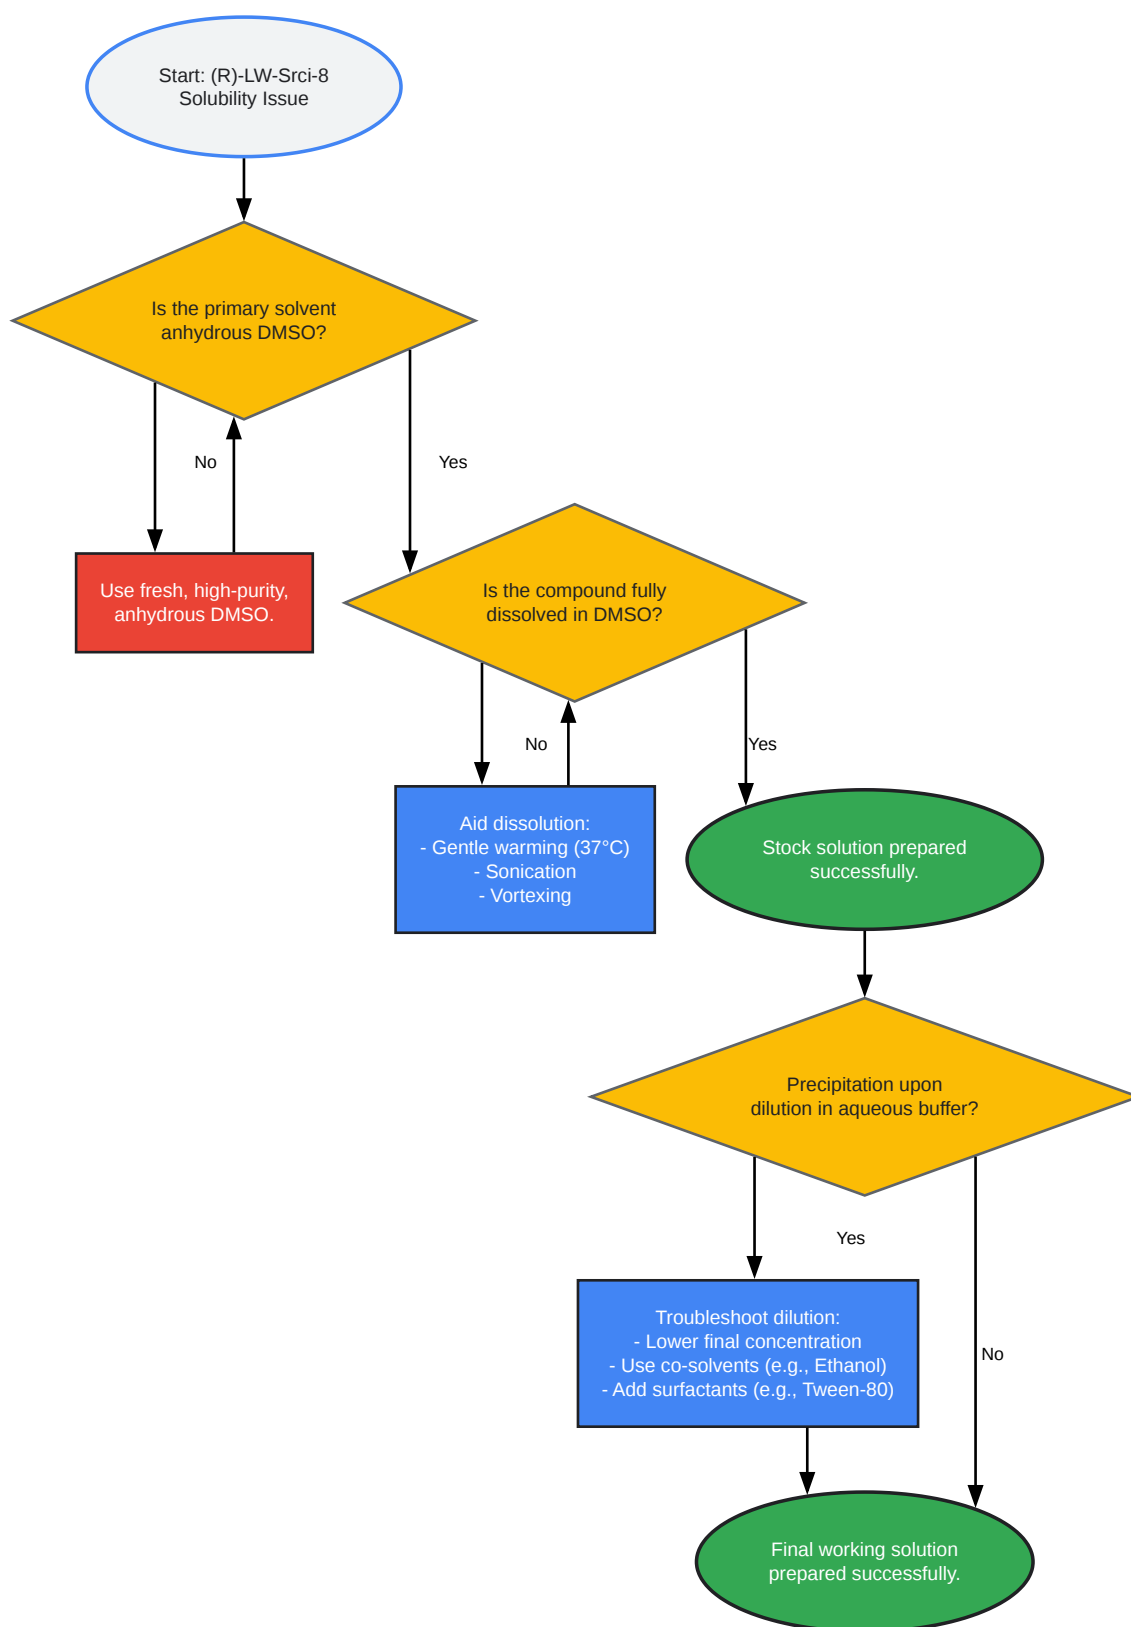 Start: (R)-LW-Srci-8
Solubility Issue
Is the primary solvent
anhydrous DMSO?
No
Yes
Use fresh, high-purity,
anhydrous DMSO.
Is the compound fully
dissolved in DMSO?
No
Yes
Aid dissolution:
- Gentle warming (37°C)
- Sonication
- Vortexing
Stock solution prepared
successfully.
Precipitation upon
dilution in aqueous buffer?
Yes
Troubleshoot dilution:
- Lower final concentration
- Use co-solvents (e.g., Ethanol)
- Add surfactants (e.g., Tween-80)
No
Final working solution
prepared successfully.